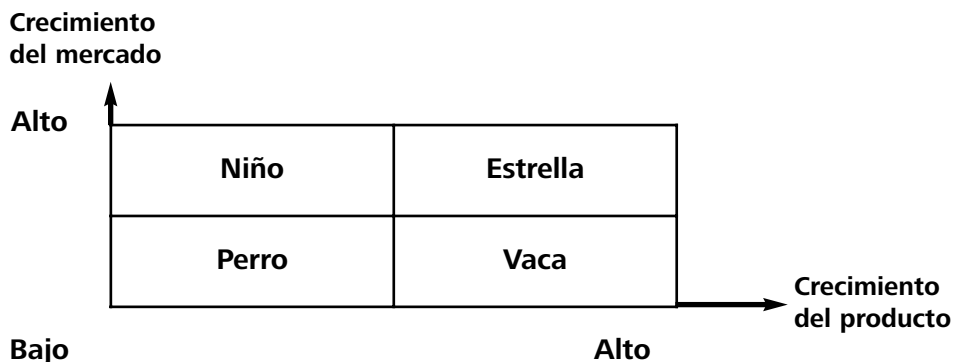 Crecimiento
del mercado
Alto
Niño
Estrella
Perro
Vaca
Crecimiento
del producto
Bajo
Alto